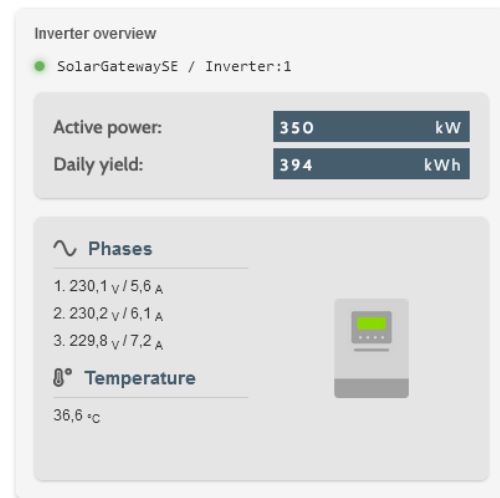 Inverter overview
SolarGatewaySE / Inverter:1
Active power: 350 kW
Daily yield: 394 kWh
Phases
1. 230,1 V / 5,6 A
2. 230,2 V / 6,1 A
3. 229,8 V / 7,2 A
Temperature
36,6 °C